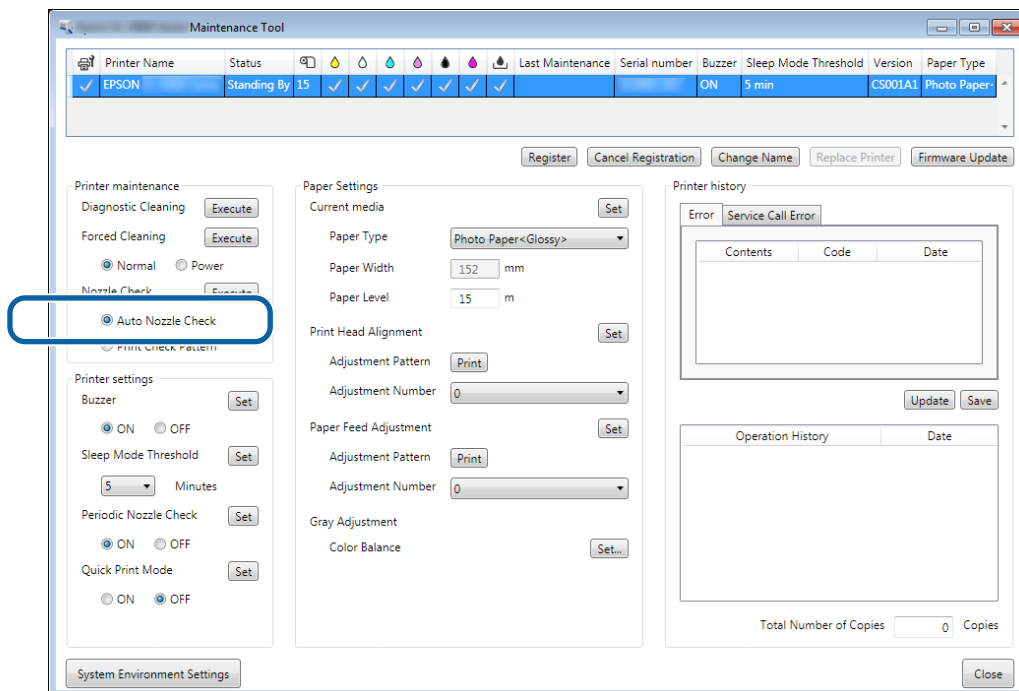 Maintenance Tool
Printer Name Status Last Maintenance Serial number Buzzer Sleep Mode Threshold Version Paper Type
EPSON Standing By 15 ON 5 min CS001A1 Photo Paper
Register Cancel Registration Change Name Replace Printer Firmware Update
Printer maintenance
Diagnostic Cleaning Execute
Forced Cleaning Execute
Normal Power
Nozzle Check Execute
Auto Nozzle Check
Print Check Pattern
Printer settings
Buzzer Set
ON OFF
Sleep Mode Threshold Set
5 Minutes
Periodic Nozzle Check Set
ON OFF
Quick Print Mode Set
ON OFF
Paper Settings
Current media Set
Paper Type Photo Paper<Glossy>
Paper Width 152 mm
Paper Level 15 m
Print Head Alignment Set
Adjustment Pattern Print
Adjustment Number 0
Paper Feed Adjustment Set
Adjustment Pattern Print
Adjustment Number 0
Gray Adjustment
Color Balance Set...
Printer history
Error Service Call Error
Contents Code Date
Update Save
Operation History Date
Total Number of Copies 0 Copies
System Environment Settings Close